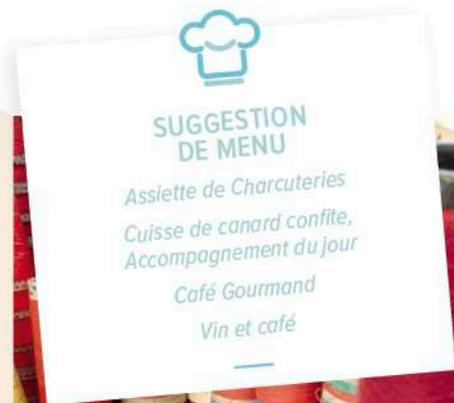 SUGGESTION
DE MENU
Assiette de Charcuteries
Cuisse de canard confite,
Accompagnement du jour
Café Gourmand
Vin et café